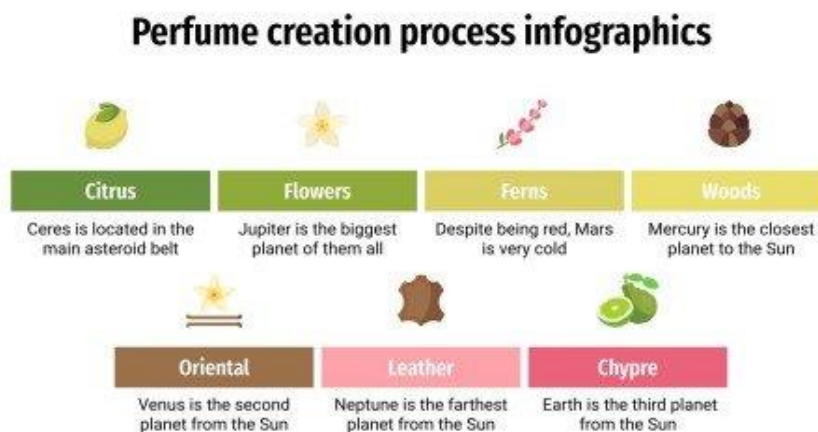 Perfume creation process infographics
Citrus
Ceres is located in the
main asteroid belt
Flowers
Jupiter is the biggest
planet of them all
Ferns
Despite being red, Mars
is very cold
Woods
Mercury is the closest
planet to the Sun
Oriental
Venus is the second
planet from the Sun
Leather
Neptune is the farthest
planet from the Sun
Chypre
Earth is the third planet
from the Sun